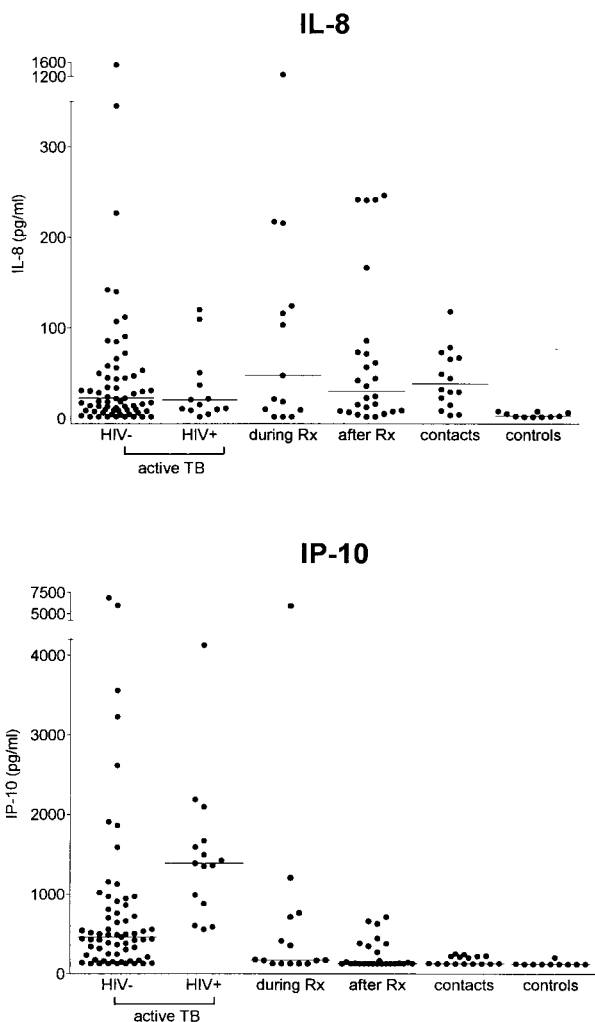 IL-8
1600
1200
300
200
100
0
IL-8 (pg/ml)
HIV- HIV+ during Rx after Rx contacts controls
active TB
IP-10
7500
5000
4000
3000
2000
1000
0
IP-10 (pg/ml)
HIV- HIV+ during Rx after Rx contacts controls
active TB